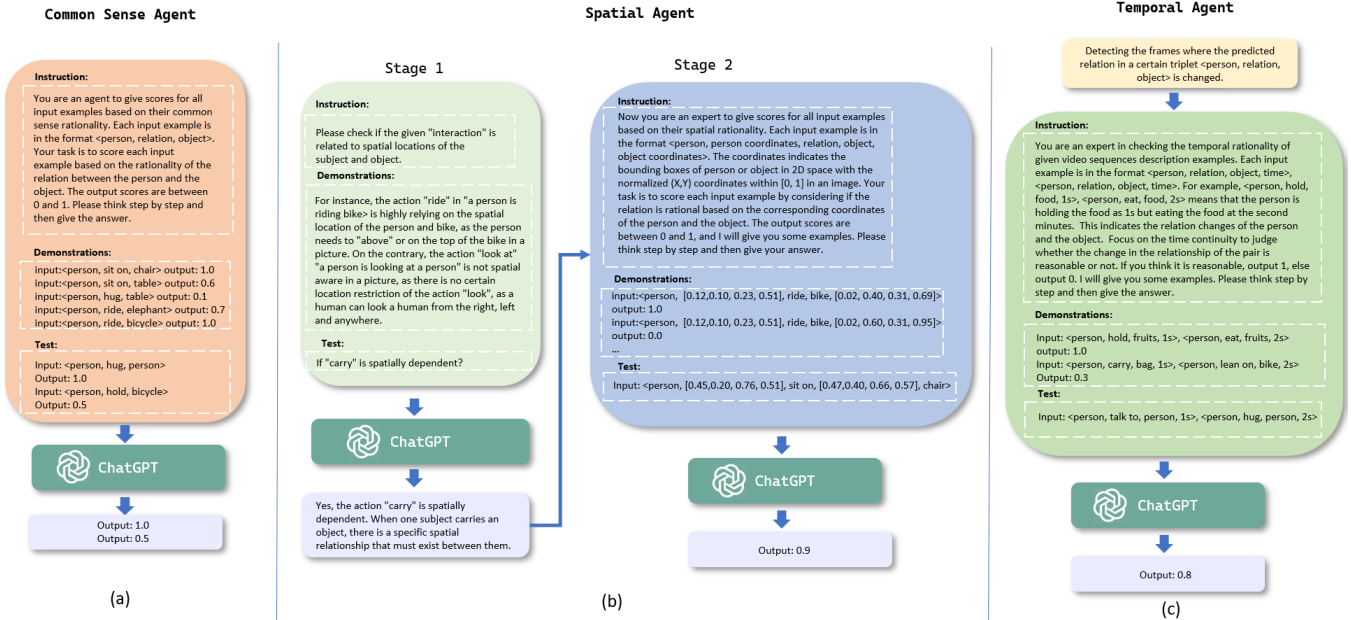 Common Sense Agent
Instruction:
You are an agent to give scores for all
input examples based on their common
sense rationality. Each input example is
in the format <person, relation, object>.
Your task is to score each input
example based on the rationality of the
relation between the person and the
object. The output scores are between
0 and 1. Please think step by step and
then give the answer.
Demonstrations:
input:<person, sit on, chair> output: 1.0
input:<person, sit on, table> output: 0.6
input:<person, hug, table> output: 0.1
input:<person, ride, elephant> output: 0.7
input:<person, ride, bicycle> output: 1.0
Test:
Input: <person, hug, person>
Output: 1.0
Input: <person, hold, bicycle>
Output: 0.5
ChatGPT
Output: 1.0
Output: 0.5
(a)
Spatial Agent
Stage 1
Instruction:
Please check if the given "interaction" is
related to spatial locations of the
subject and object.
Demonstrations:
For instance, the action "ride" in "a person is
riding bike> is highly relying on the spatial
location of the person and bike, as the person
needs to "above" or on the top of the bike in a
picture. On the contrary, the action "look at"
"a person is looking at a person" is not spatial
aware in a picture, as there is no certain
location restriction of the action "look", as a
human can look a human from the right, left
and anywhere.
Test:
If "carry" is spatially dependent?
ChatGPT
Yes, the action "carry" is spatially
dependent. When one subject carries an
object, there is a specific spatial
relationship that must exist between them.
Stage 2
Instruction:
Now you are an expert to give scores for all input examples
based on their spatial rationality. Each input example is in
the format <person, person coordinates, relation, object,
object coordinates>. The coordinates indicates the
bounding boxes of person or object in 2D space with the
normalized (X,Y) coordinates within [0, 1] in an image. Your
task is to score each input example by considering if the
relation is rational based on the corresponding coordinates
of the person and the object. The output scores are
between 0 and 1, and I will give you some examples. Please
think step by step and then give your answer.
Demonstrations:
input:<person, [0.12,0.10, 0.23, 0.51], ride, bike, [0.02, 0.40, 0.31, 0.69]>
output: 1.0
input:<person, [0.12,0.10, 0.23, 0.51], ride, bike, [0.02, 0.60, 0.31, 0.95]>
output: 0.0
...
Test:
Input: <person, [0.45,0.20, 0.76, 0.51], sit on, [0.47,0.40, 0.66, 0.57], chair>
ChatGPT
Output: 0.9
(b)
Temporal Agent
Detecting the frames where the predicted
relation in a certain triplet <person, relation,
object> is changed.
Instruction:
You are an expert in checking the temporal rationality of
given video sequences description examples. Each input
example is in the format <person, relation, object, time>,
<person, relation, object, time>. For example, <person, hold,
food, 1s>, <person, eat, food, 2s> means that the person is
holding the food as 1s but eating the food at the second
minutes. This indicates the relation changes of the person
and the object. Focus on the time continuity to judge
whether the change in the relationship of the pair is
reasonable or not. If you think it is reasonable, output 1, else
output 0. I will give you some examples. Please think step by
step and then give the answer.
Demonstrations:
Input: <person, hold, fruits, 1s>, <person, eat, fruits, 2s>
output: 1.0
Input: <person, carry, bag, 1s>, <person, lean on, bike, 2s>
Output: 0.3
Test:
Input: <person, talk to, person, 1s>, <person, hug, person, 2s>
ChatGPT
Output: 0.8
(c)